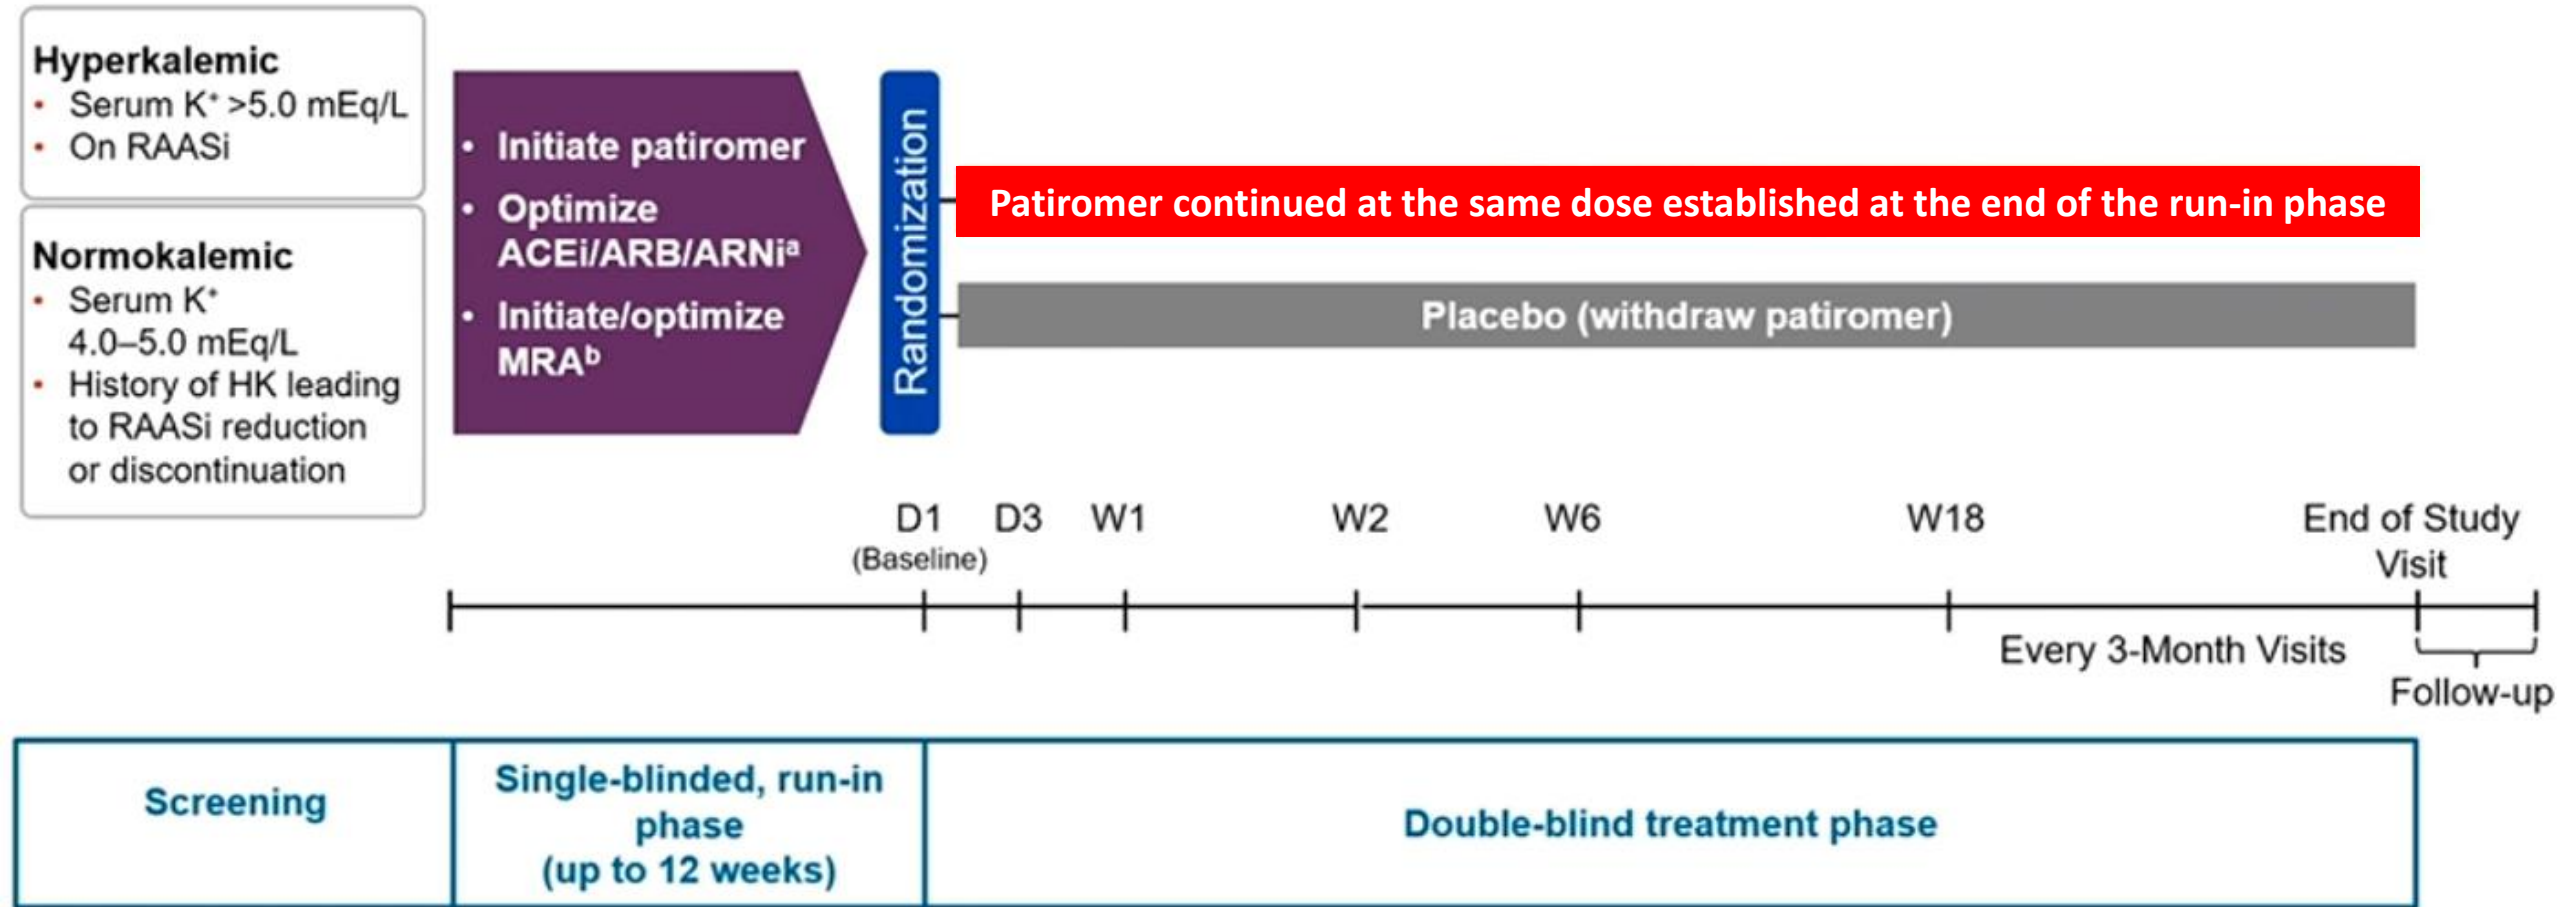 Hyperkalemic
• Serum K⁺ >5.0 mEq/L
• On RAASi
Normokalemic
• Serum K⁺
4.0–5.0 mEq/L
• History of HK leading
to RAASi reduction
or discontinuation
• Initiate patiromer
• Optimize
ACEi/ARB/ARNiᵃ
• Initiate/optimize
MRAᵇ
Randomization
Patiromer continued at the same dose established at the end of the run-in phase
Placebo (withdraw patiromer)
D1
(Baseline)
D3
W1
W2
W6
W18
End of Study
Visit
Every 3-Month Visits
Follow-up
Screening
Single-blinded, run-in
phase
(up to 12 weeks)
Double-blind treatment phase